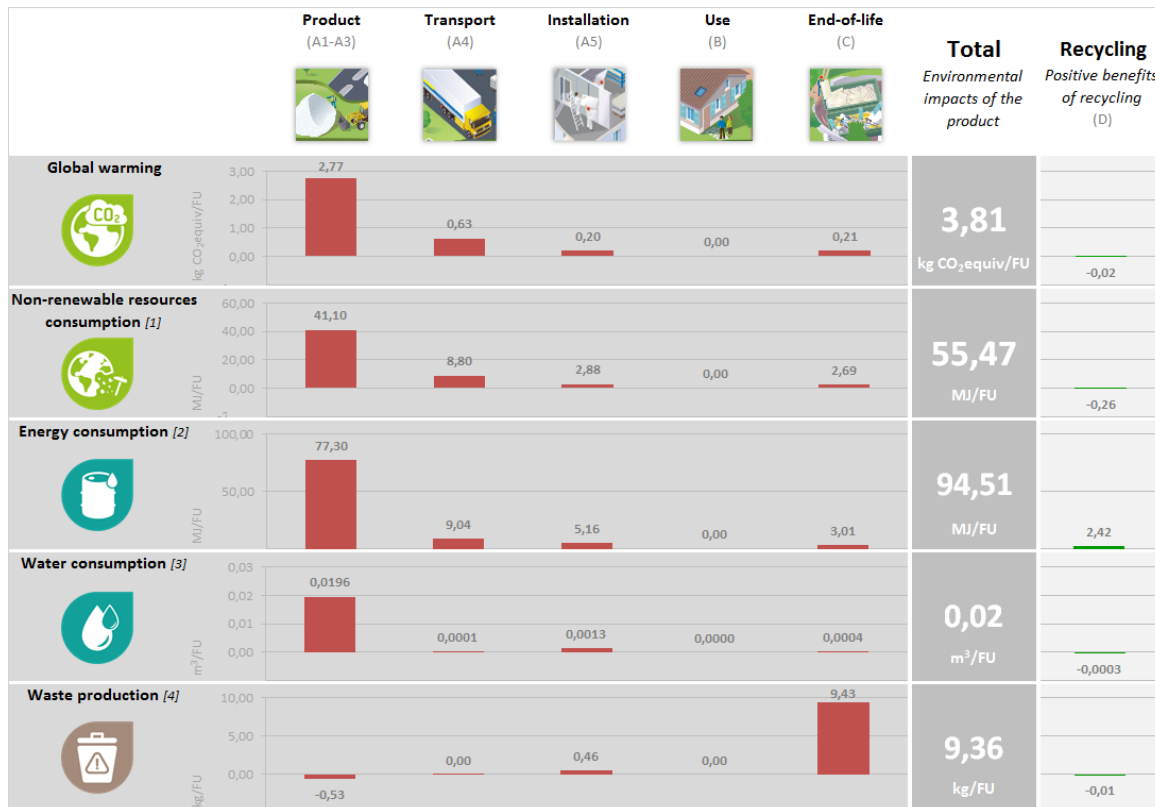 Product
(A1-A3)
Transport
(A4)
Installation
(A5)
Use
(B)
End-of-life
(C)
Total
Environmental
impacts of the
product
Recycling
Positive benefits
of recycling
(D)
Global warming
CO2
kg CO2equiv/FU
3,00
2,00
1,00
0,00
2,77
0,63
0,20
0,00
0,21
3,81
kg CO2equiv/FU
-0,02
Non-renewable resources
consumption [1]
MJ/FU
60,00
40,00
20,00
0,00
41,10
8,80
2,88
0,00
2,69
55,47
MJ/FU
-0,26
Energy consumption [2]
MJ/FU
100,00
50,00
77,30
9,04
5,16
0,00
3,01
94,51
MJ/FU
2,42
Water consumption [3]
m3/FU
0,03
0,02
0,01
0,00
0,0196
0,0001
0,0013
0,0000
0,0004
0,02
m3/FU
-0,0003
Waste production [4]
kg/FU
10,00
5,00
0,00
-0,53
0,00
0,46
0,00
9,43
9,36
kg/FU
-0,01